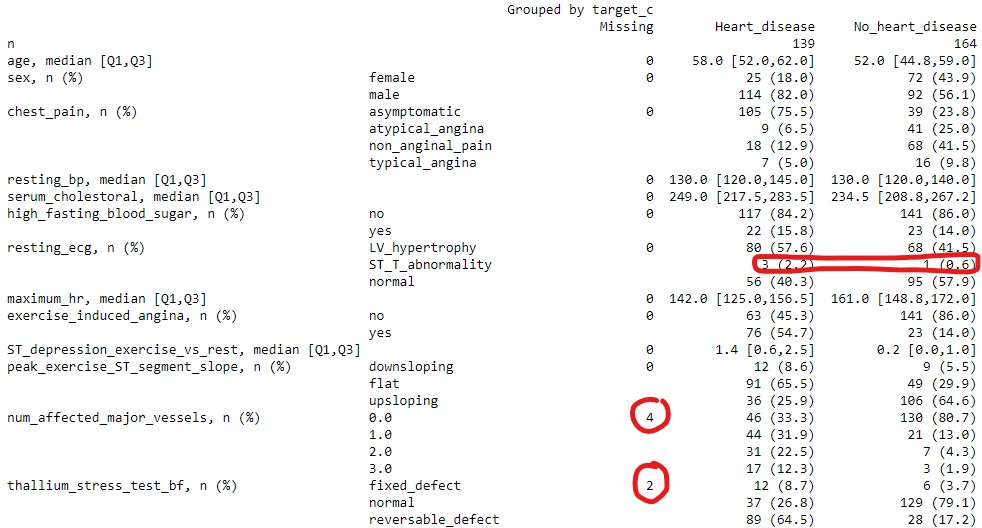 Grouped by target_c
Missing Heart_disease No_heart_disease
n 139 164
age, median [Q1,Q3] 0 58.0 [52.0,62.0] 52.0 [44.8,59.0]
sex, n (%) female 0 25 (18.0) 72 (43.9)
male 114 (82.0) 92 (56.1)
chest_pain, n (%) asymptomatic 0 105 (75.5) 39 (23.8)
atypical_angina 9 (6.5) 41 (25.0)
non_anginal_pain 18 (12.9) 68 (41.5)
typical_angina 7 (5.0) 16 (9.8)
resting_bp, median [Q1,Q3] 0 130.0 [120.0,145.0] 130.0 [120.0,140.0]
serum_cholestoral, median [Q1,Q3] 0 249.0 [217.5,283.5] 234.5 [208.8,267.2]
high_fasting_blood_sugar, n (%) no 0 117 (84.2) 141 (86.0)
yes 22 (15.8) 23 (14.0)
resting_ecg, n (%) LV_hypertrophy 0 80 (57.6) 68 (41.5)
ST_T_abnormality 3 (2.2) 1 (0.6)
normal 56 (40.3) 95 (57.9)
maximum_hr, median [Q1,Q3] 0 142.0 [125.0,156.5] 161.0 [148.8,172.0]
exercise_induced_angina, n (%) no 0 63 (45.3) 141 (86.0)
yes 76 (54.7) 23 (14.0)
ST_depression_exercise_vs_rest, median [Q1,Q3] 0 1.4 [0.6,2.5] 0.2 [0.0,1.0]
peak_exercise_ST_segment_slope, n (%) downsloping 0 12 (8.6) 9 (5.5)
flat 91 (65.5) 49 (29.9)
upsloping 36 (25.9) 106 (64.6)
num_affected_major_vessels, n (%) 0.0 4 46 (33.3) 130 (80.7)
1.0 44 (31.9) 21 (13.0)
2.0 31 (22.5) 7 (4.3)
3.0 17 (12.3) 3 (1.9)
thallium_stress_test_bf, n (%) fixed_defect 2 12 (8.7) 6 (3.7)
normal 37 (26.8) 129 (79.1)
reversable_defect 89 (64.5) 28 (17.2)